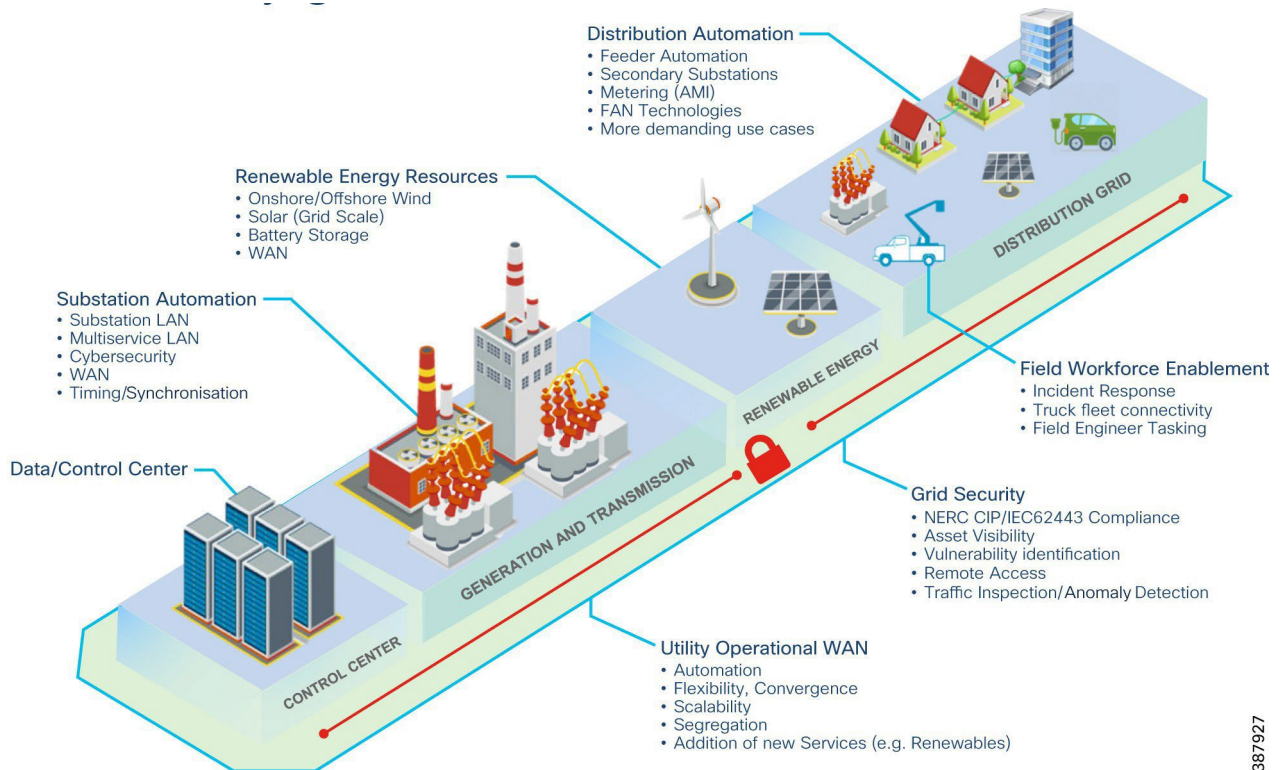 Distribution Automation
• Feeder Automation
• Secondary Substations
• Metering (AMI)
• FAN Technologies
• More demanding use cases
Renewable Energy Resources
• Onshore/Offshore Wind
• Solar (Grid Scale)
• Battery Storage
• WAN
Substation Automation
• Substation LAN
• Multiservice LAN
• Cybersecurity
• WAN
• Timing/Synchronisation
Data/Control Center
CONTROL CENTER
GENERATION AND TRANSMISSION
RENEWABLE ENERGY
DISTRIBUTION GRID
Field Workforce Enablement
• Incident Response
• Truck fleet connectivity
• Field Engineer Tasking
Grid Security
• NERC CIP/IEC62443 Compliance
• Asset Visibility
• Vulnerability identification
• Remote Access
• Traffic Inspection/Anomaly Detection
Utility Operational WAN
• Automation
• Flexibility, Convergence
• Scalability
• Segregation
• Addition of new Services (e.g. Renewables)
387927